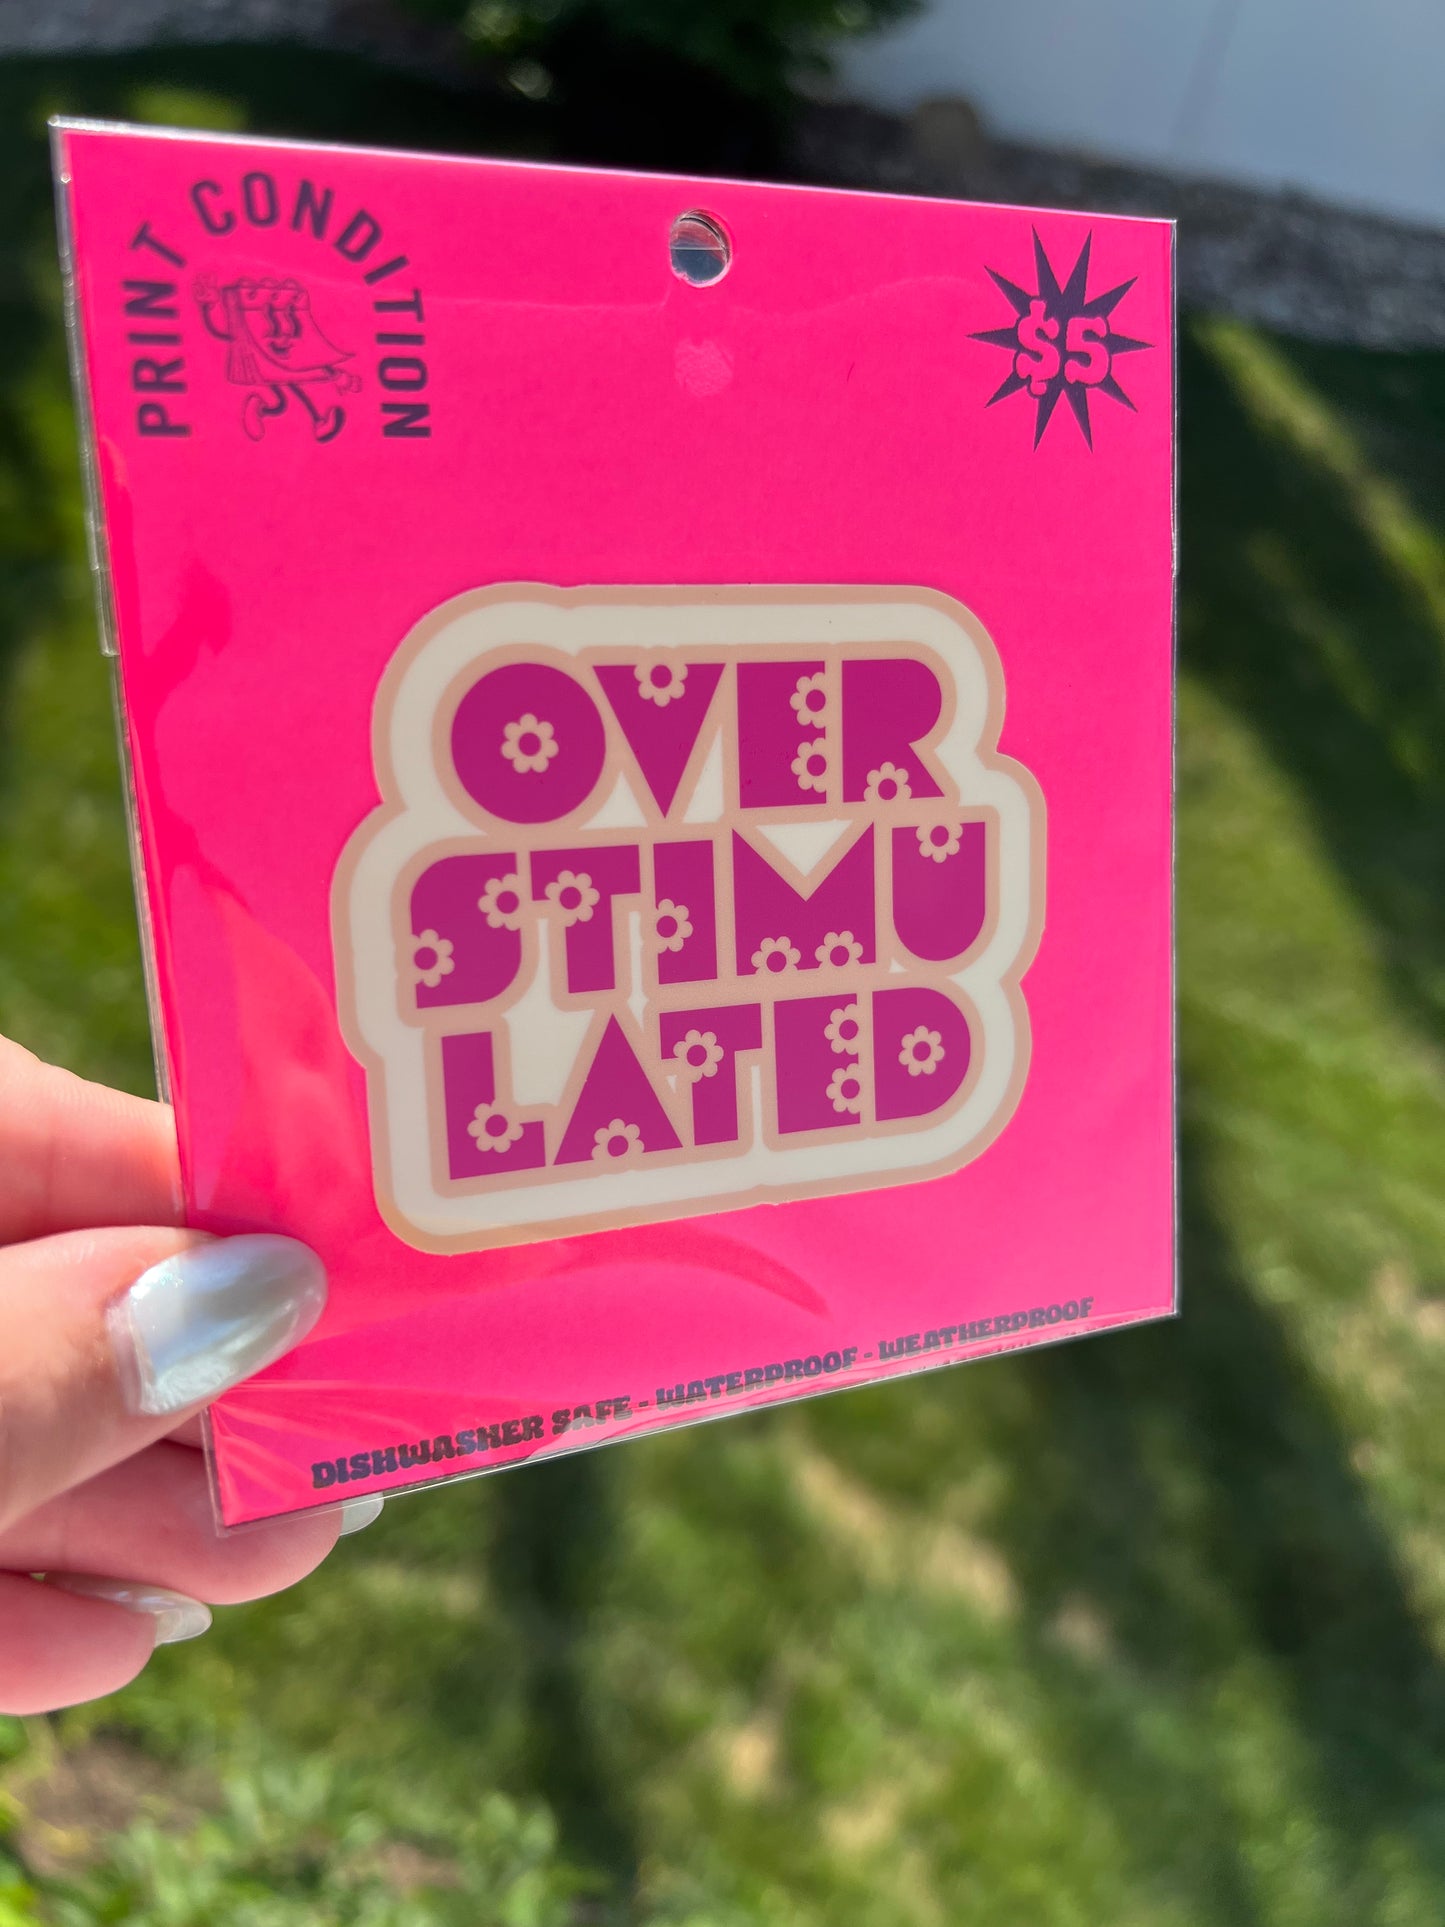 PRINT CONDITION
$5
OVER
STIMU
LATED
DISHWASHER SAFE - WATERPROOF - WEATHERPROOF